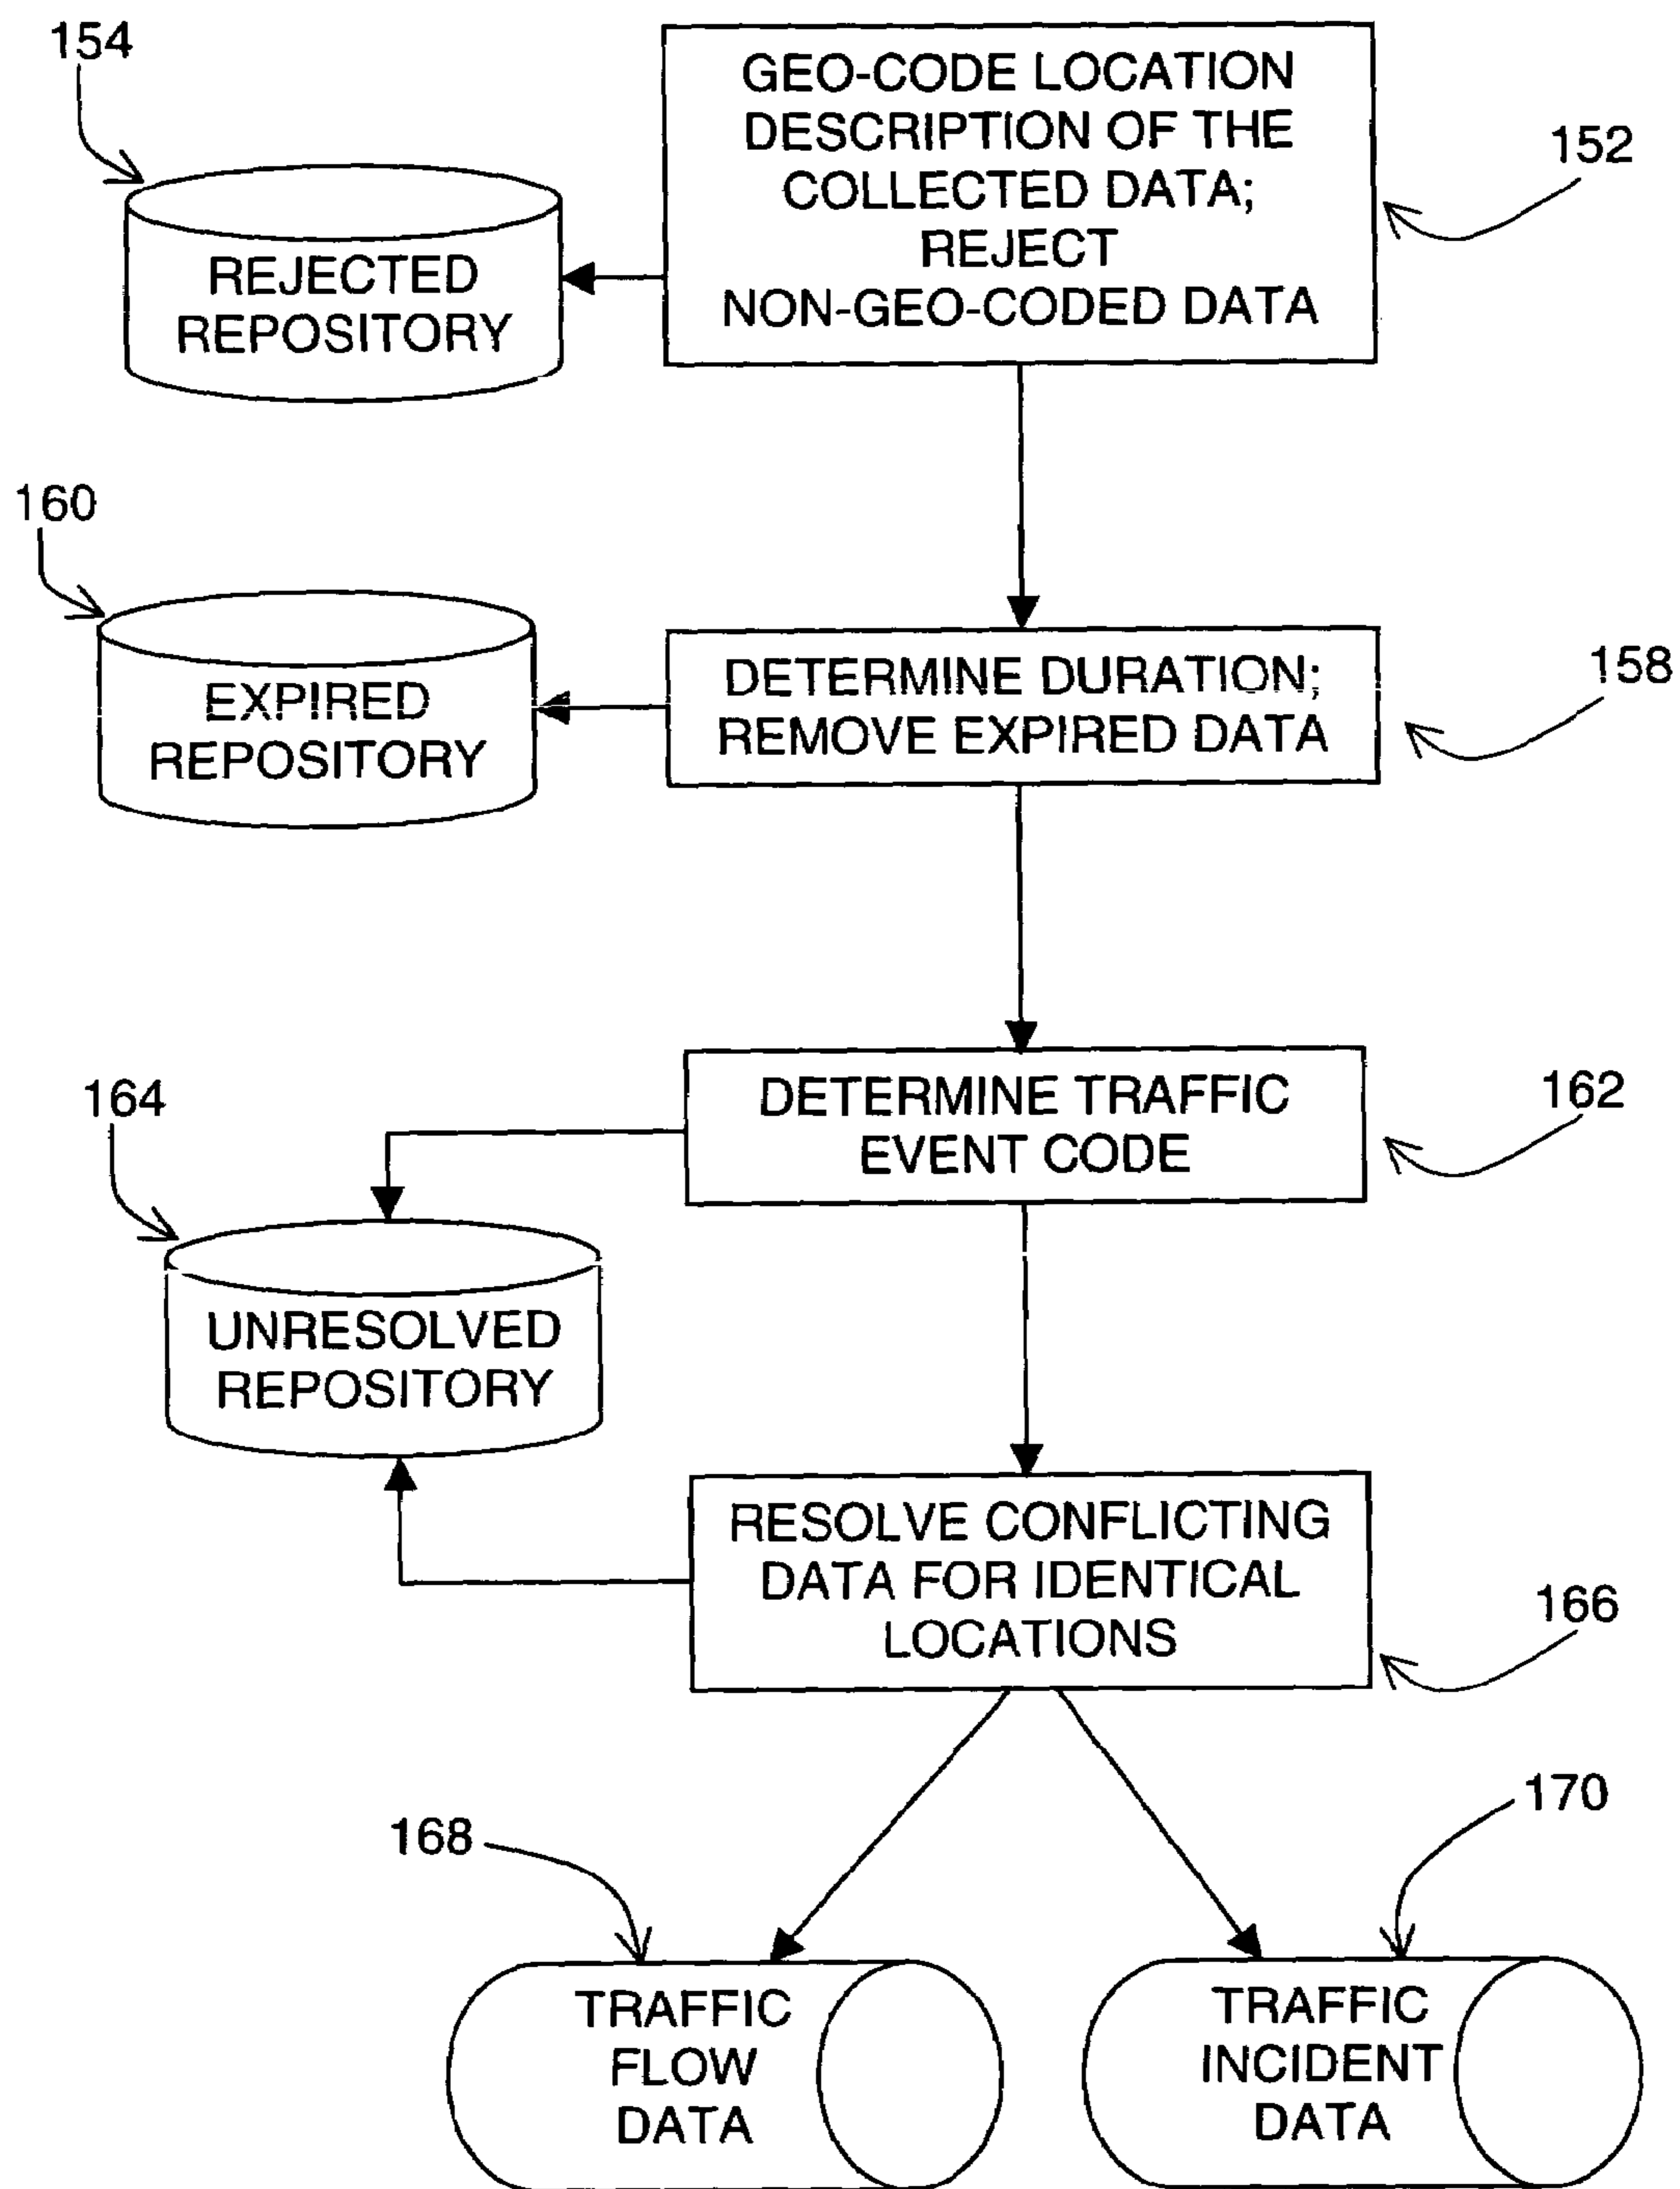 154
GEO-CODE LOCATION
DESCRIPTION OF THE
COLLECTED DATA;
REJECT
NON-GEO-CODED DATA
152
REJECTED
REPOSITORY
160
EXPIRED
REPOSITORY
DETERMINE DURATION;
REMOVE EXPIRED DATA
158
164
DETERMINE TRAFFIC
EVENT CODE
162
UNRESOLVED
REPOSITORY
RESOLVE CONFLICTING
DATA FOR IDENTICAL
LOCATIONS
166
168
170
TRAFFIC
FLOW
DATA
TRAFFIC
INCIDENT
DATA